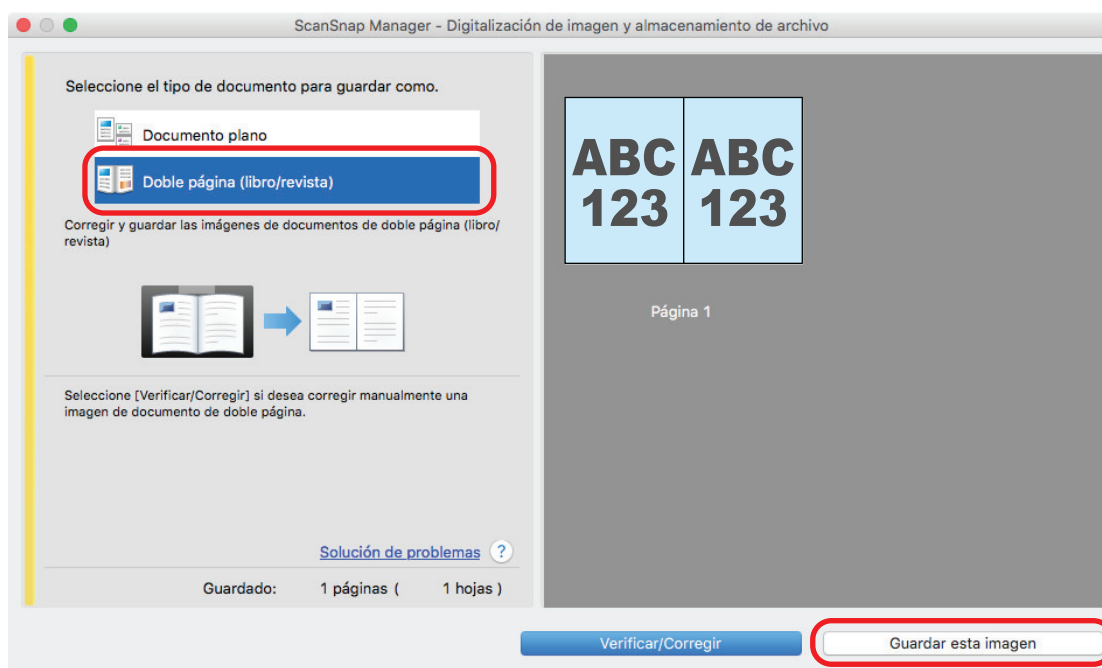 ScanSnap Manager - Digitalización de imagen y almacenamiento de archivo
Seleccione el tipo de documento para guardar como.
Documento plano
Doble página (libro/revista)
Corregir y guardar las imágenes de documentos de doble página (libro/
revista)
Seleccione [Verificar/Corregir] si desea corregir manualmente una
imagen de documento de doble página.
Solución de problemas ?
Guardado: 1 páginas ( 1 hojas )
ABC ABC
123 123
Página 1
Verificar/Corregir
Guardar esta imagen